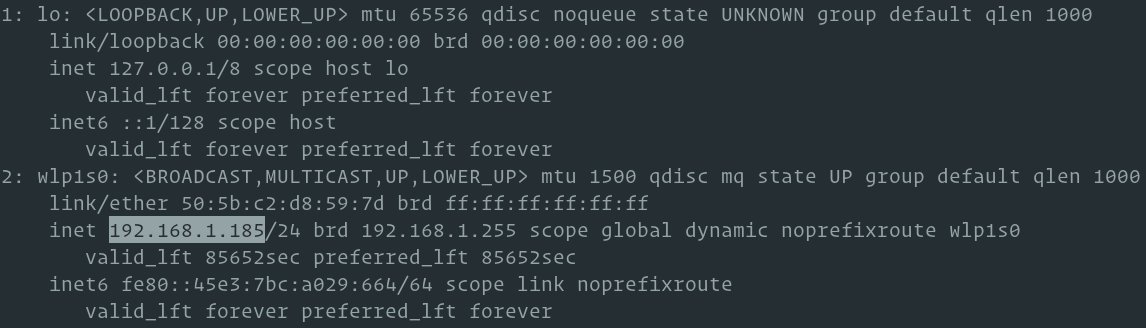 1: lo: <LOOPBACK,UP,LOWER_UP> mtu 65536 qdisc noqueue state UNKNOWN group default qlen 1000
link/loopback 00:00:00:00:00:00 brd 00:00:00:00:00:00
inet 127.0.0.1/8 scope host lo
valid_lft forever preferred_lft forever
inet6 ::1/128 scope host
valid_lft forever preferred_lft forever
2: wlp1s0: <BROADCAST,MULTICAST,UP,LOWER_UP> mtu 1500 qdisc mq state UP group default qlen 1000
link/ether 50:5b:c2:d8:59:7d brd ff:ff:ff:ff:ff:ff
inet 192.168.1.185/24 brd 192.168.1.255 scope global dynamic noprefixroute wlp1s0
valid_lft 85652sec preferred_lft 85652sec
inet6 fe80::45e3:7bc:a029:664/64 scope link noprefixroute
valid_lft forever preferred_lft forever